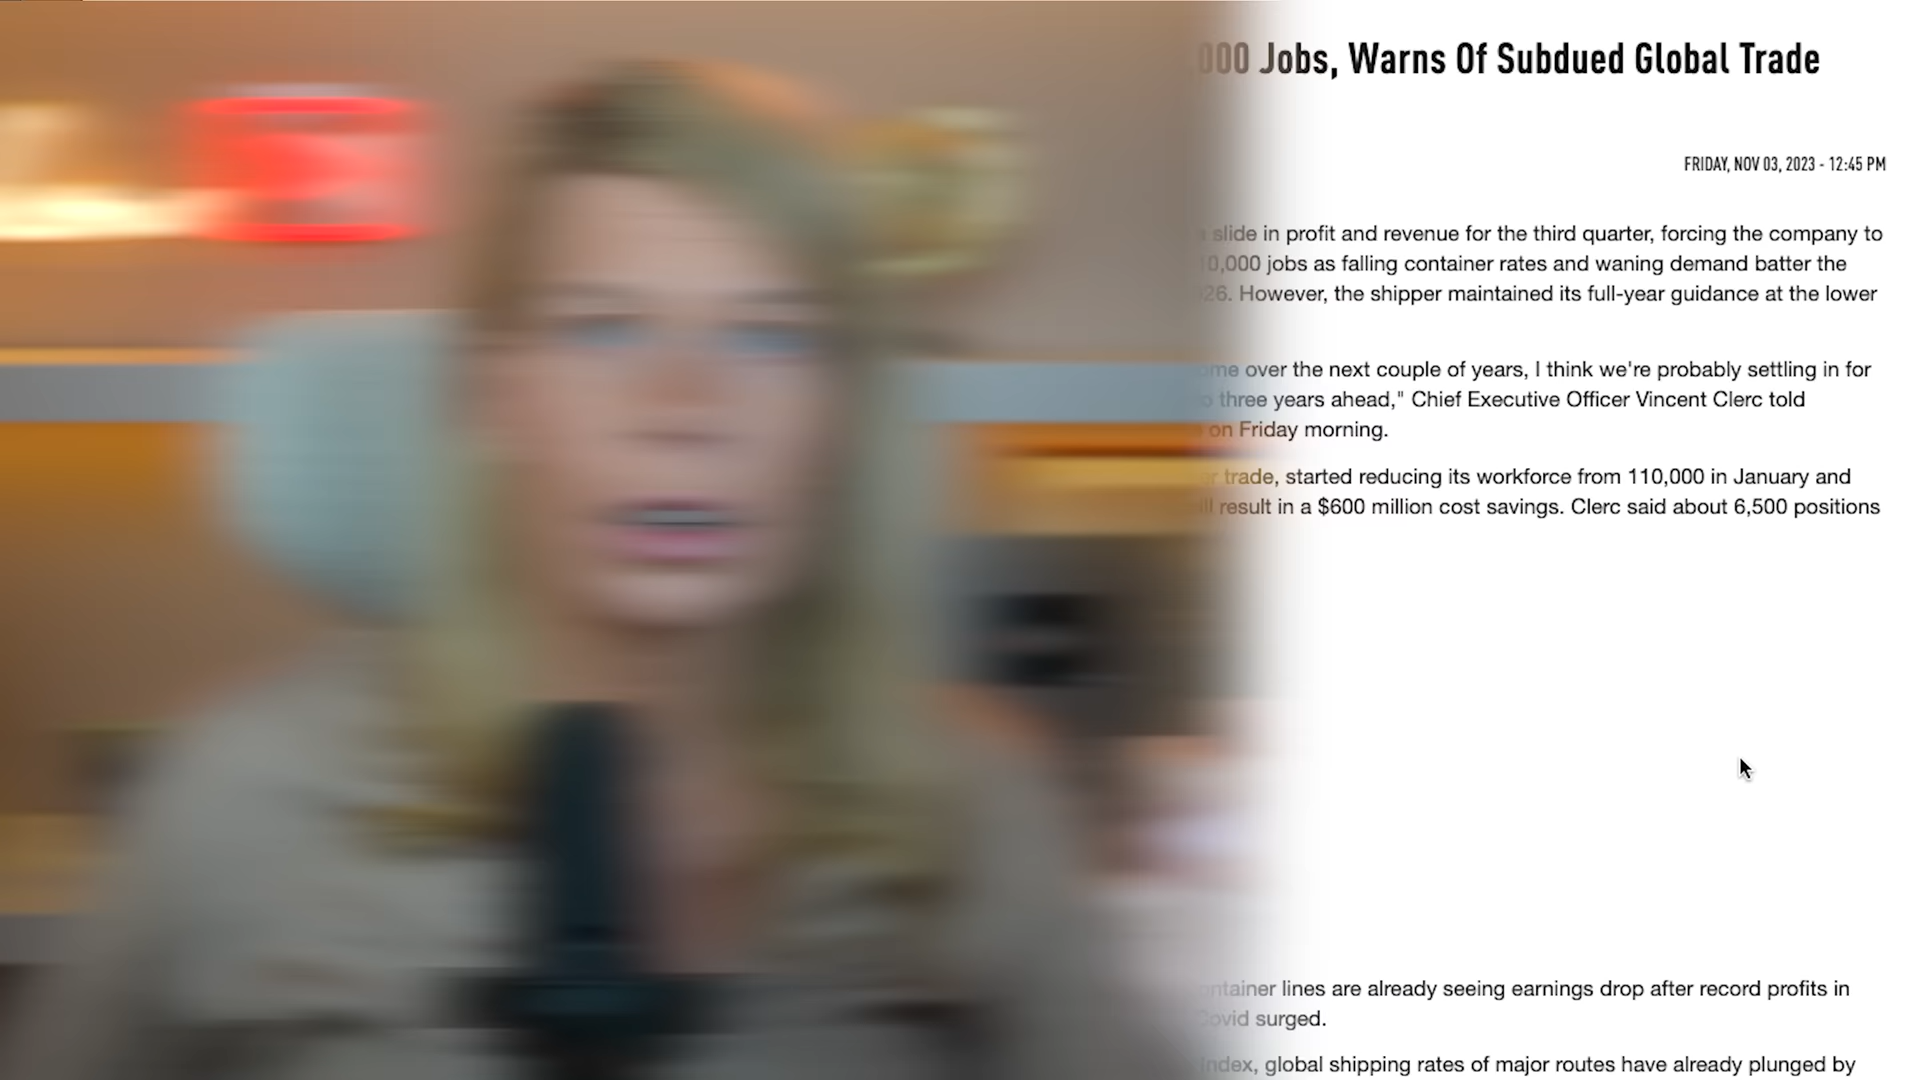 000 Jobs, Warns Of Subdued Global Trade
FRIDAY, NOV 03, 2023 - 12:45 PM
slide in profit and revenue for the third quarter, forcing the company to
10,000 jobs as falling container rates and waning demand batter the
26. However, the shipper maintained its full-year guidance at the lower
over the next couple of years, I think we're probably settling in for
three years ahead," Chief Executive Officer Vincent Clerc told
on Friday morning.
trade, started reducing its workforce from 110,000 in January and
result in a $600 million cost savings. Clerc said about 6,500 positions
container lines are already seeing earnings drop after record profits in
Covid surged.
index, global shipping rates of major routes have already plunged by